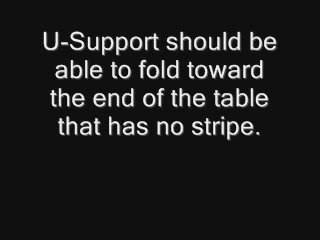 U-Support should be
able to fold toward
the end of the table
that has no stripe.